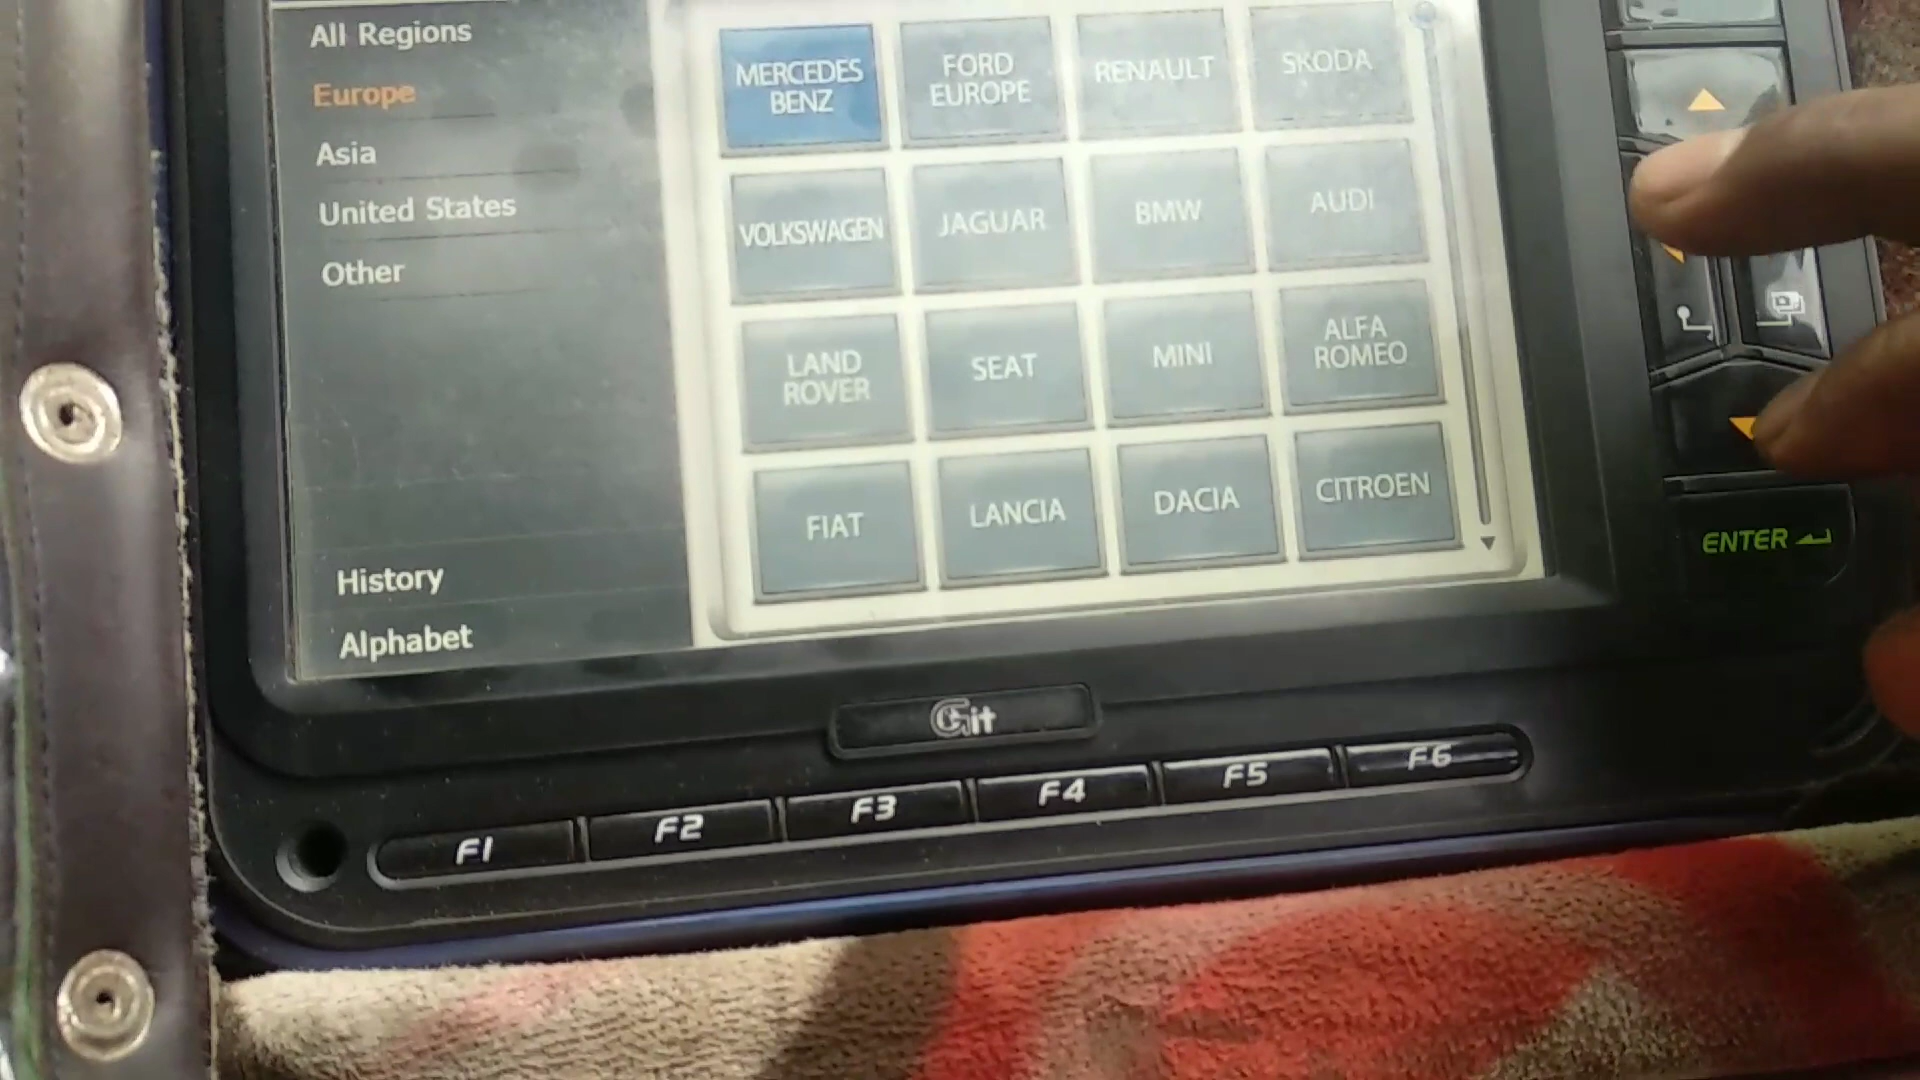 All Regions
Europe
Asia
United States
Other
History
Alphabet
MERCEDES
BENZ
FORD
EUROPE
RENAULT
SKODA
VOLKSWAGEN
JAGUAR
BMW
AUDI
LAND
ROVER
SEAT
MINI
ALFA
ROMEO
FIAT
LANCIA
DACIA
CITROEN
ENTER
Git
F1
F2
F3
F4
F5
F6